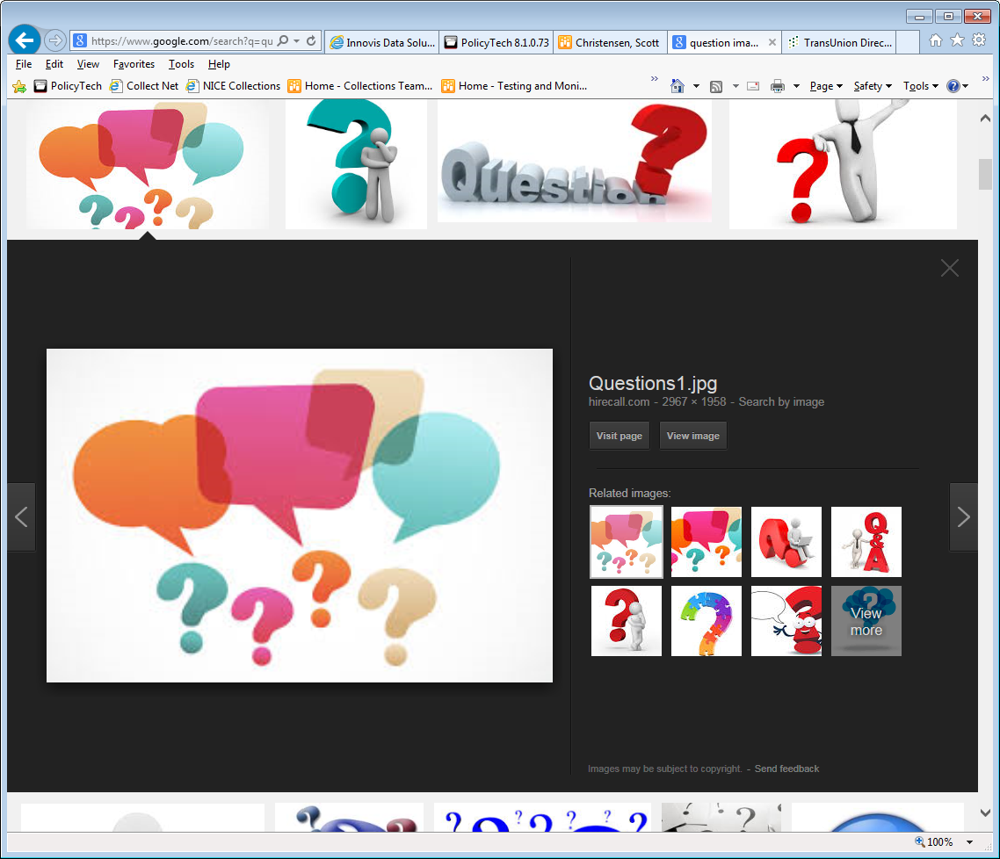 https://www.google.com/search?q=qu
Innovis Data Solu...
PolicyTech 8.1.0.73
Christensen, Scott
question ima...
TransUnion Direc...
File Edit View Favorites Tools Help
PolicyTech
Collect Net
NICE Collections
Home - Collections Team...
Home - Testing and Moni...
Page
Safety
Tools
Question
Questions1.jpg
hirecall.com - 2967 × 1958 - Search by image
Visit page
View image
Related images:
Q
&
A
View
more
Images may be subject to copyright. - Send feedback
100%